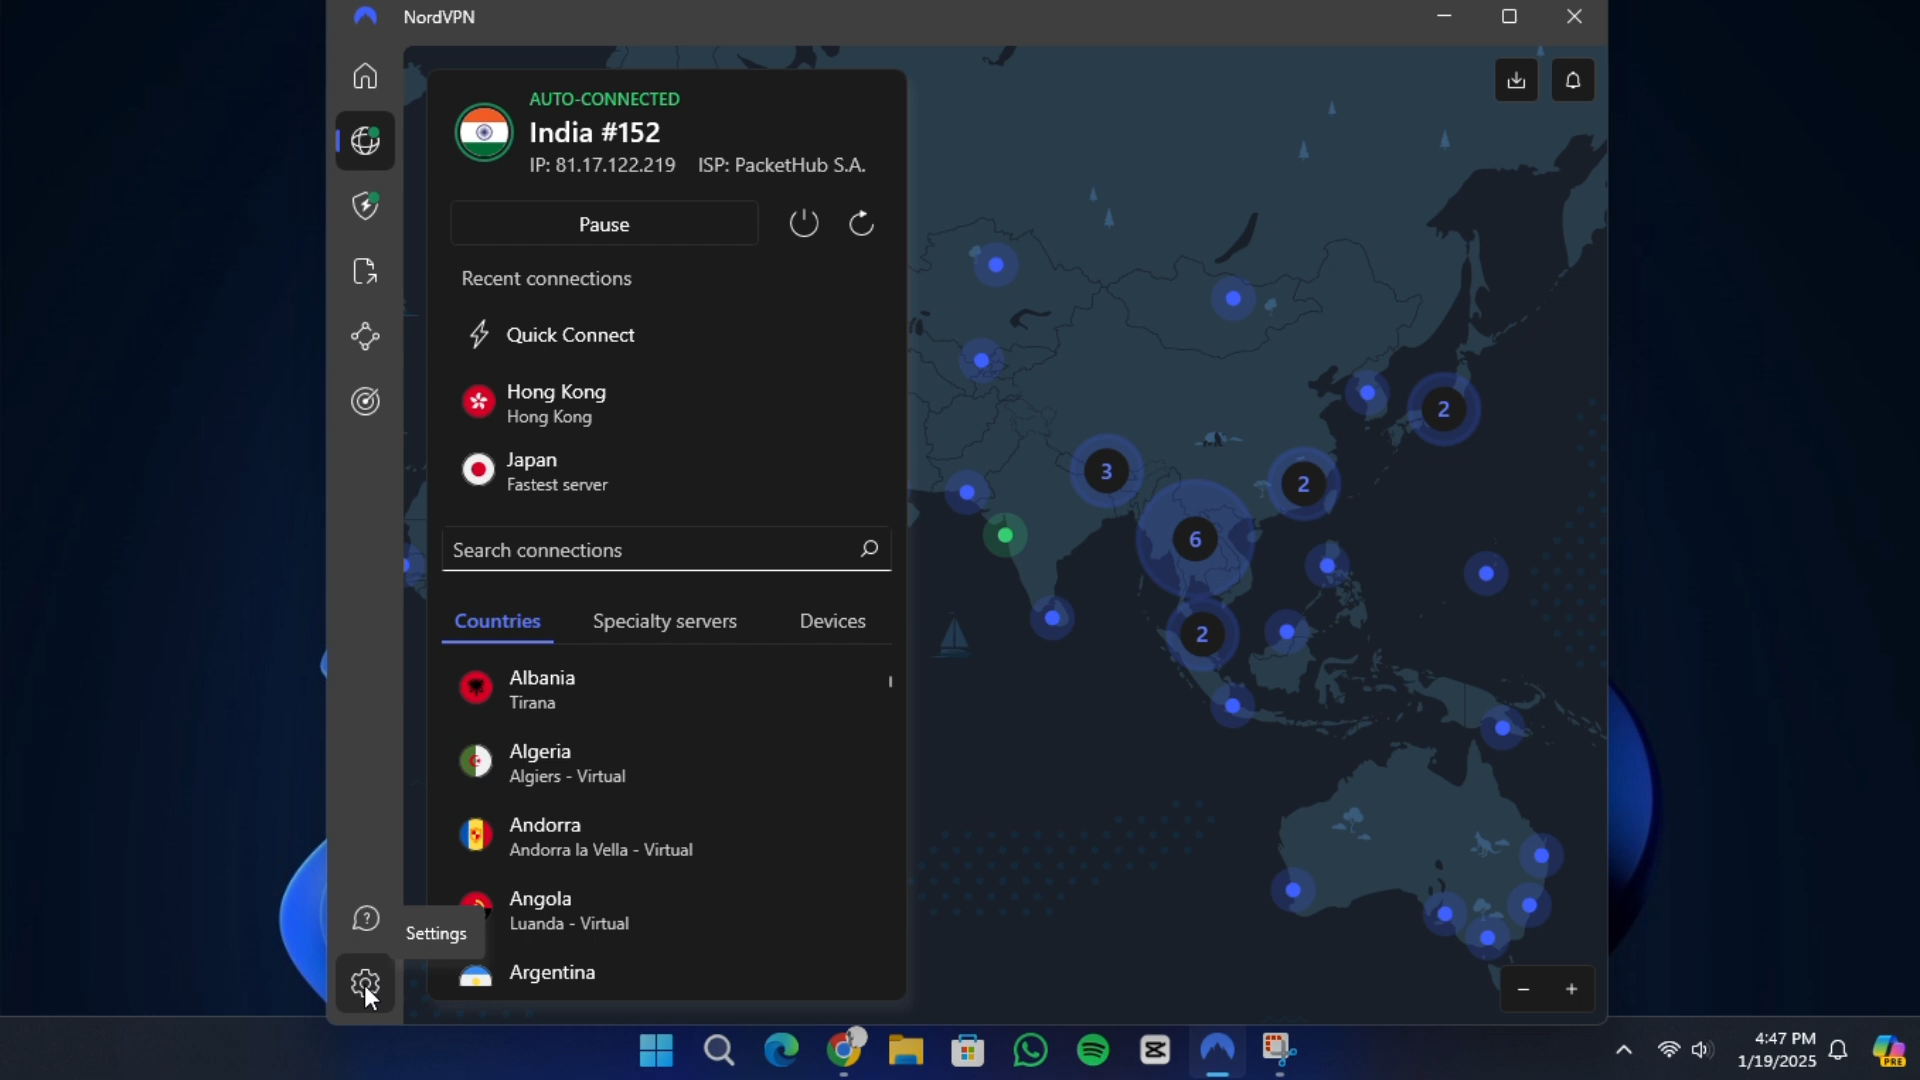 NordVPN
AUTO-CONNECTED
India #152
IP: 81.17.122.219 ISP: PacketHub S.A.
Pause
Recent connections
Quick Connect
Hong Kong
Hong Kong
Japan
Fastest server
Search connections
Countries Specialty servers Devices
Albania
Tirana
Algeria
Algiers - Virtual
Andorra
Andorra la Vella - Virtual
Angola
Luanda - Virtual
Settings
Argentina
2
3
2
6
2
4:47 PM
1/19/2025
PRE